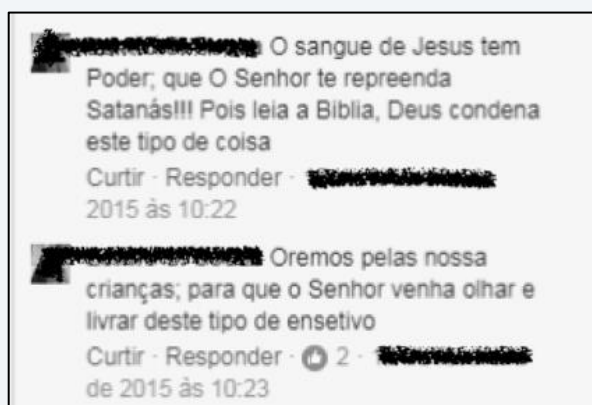 O sangue de Jesus tem
Poder; que O Senhor te repreenda
Satanás!!! Pois leia a Biblia, Deus condena
este tipo de coisa
Curtir · Responder ·
2015 às 10:22
Oremos pelas nossa
crianças; para que o Senhor venha olhar e
livrar deste tipo de ensetivo
Curtir · Responder · 2 ·
de 2015 às 10:23